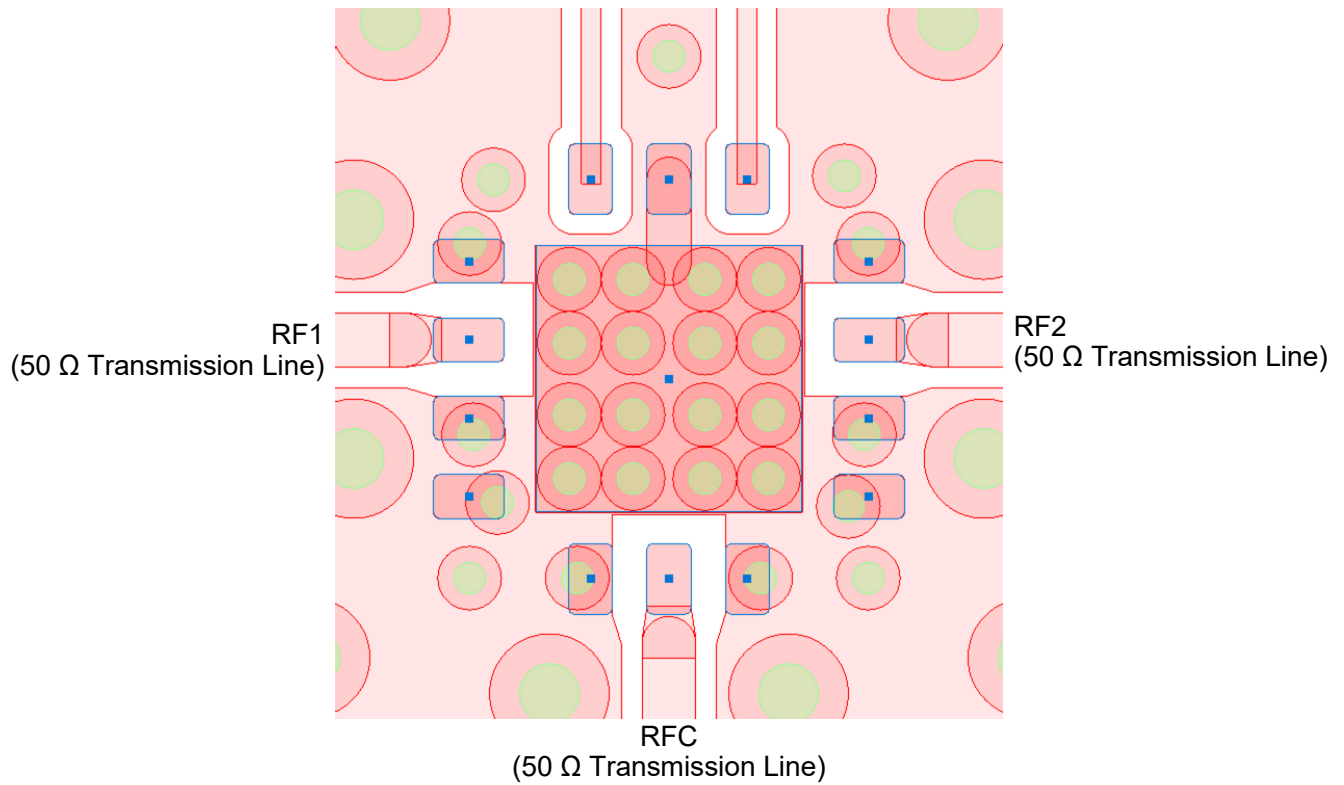 RF1
(50 Ω Transmission Line)
RF2
(50 Ω Transmission Line)
RFC
(50 Ω Transmission Line)